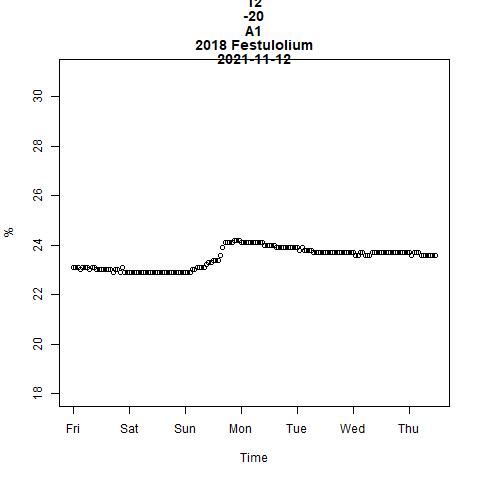 12
-20
A1
2018 Festulolium
2021-11-12
%
30
28
26
24
22
20
18
Fri
Sat
Sun
Mon
Tue
Wed
Thu
Time